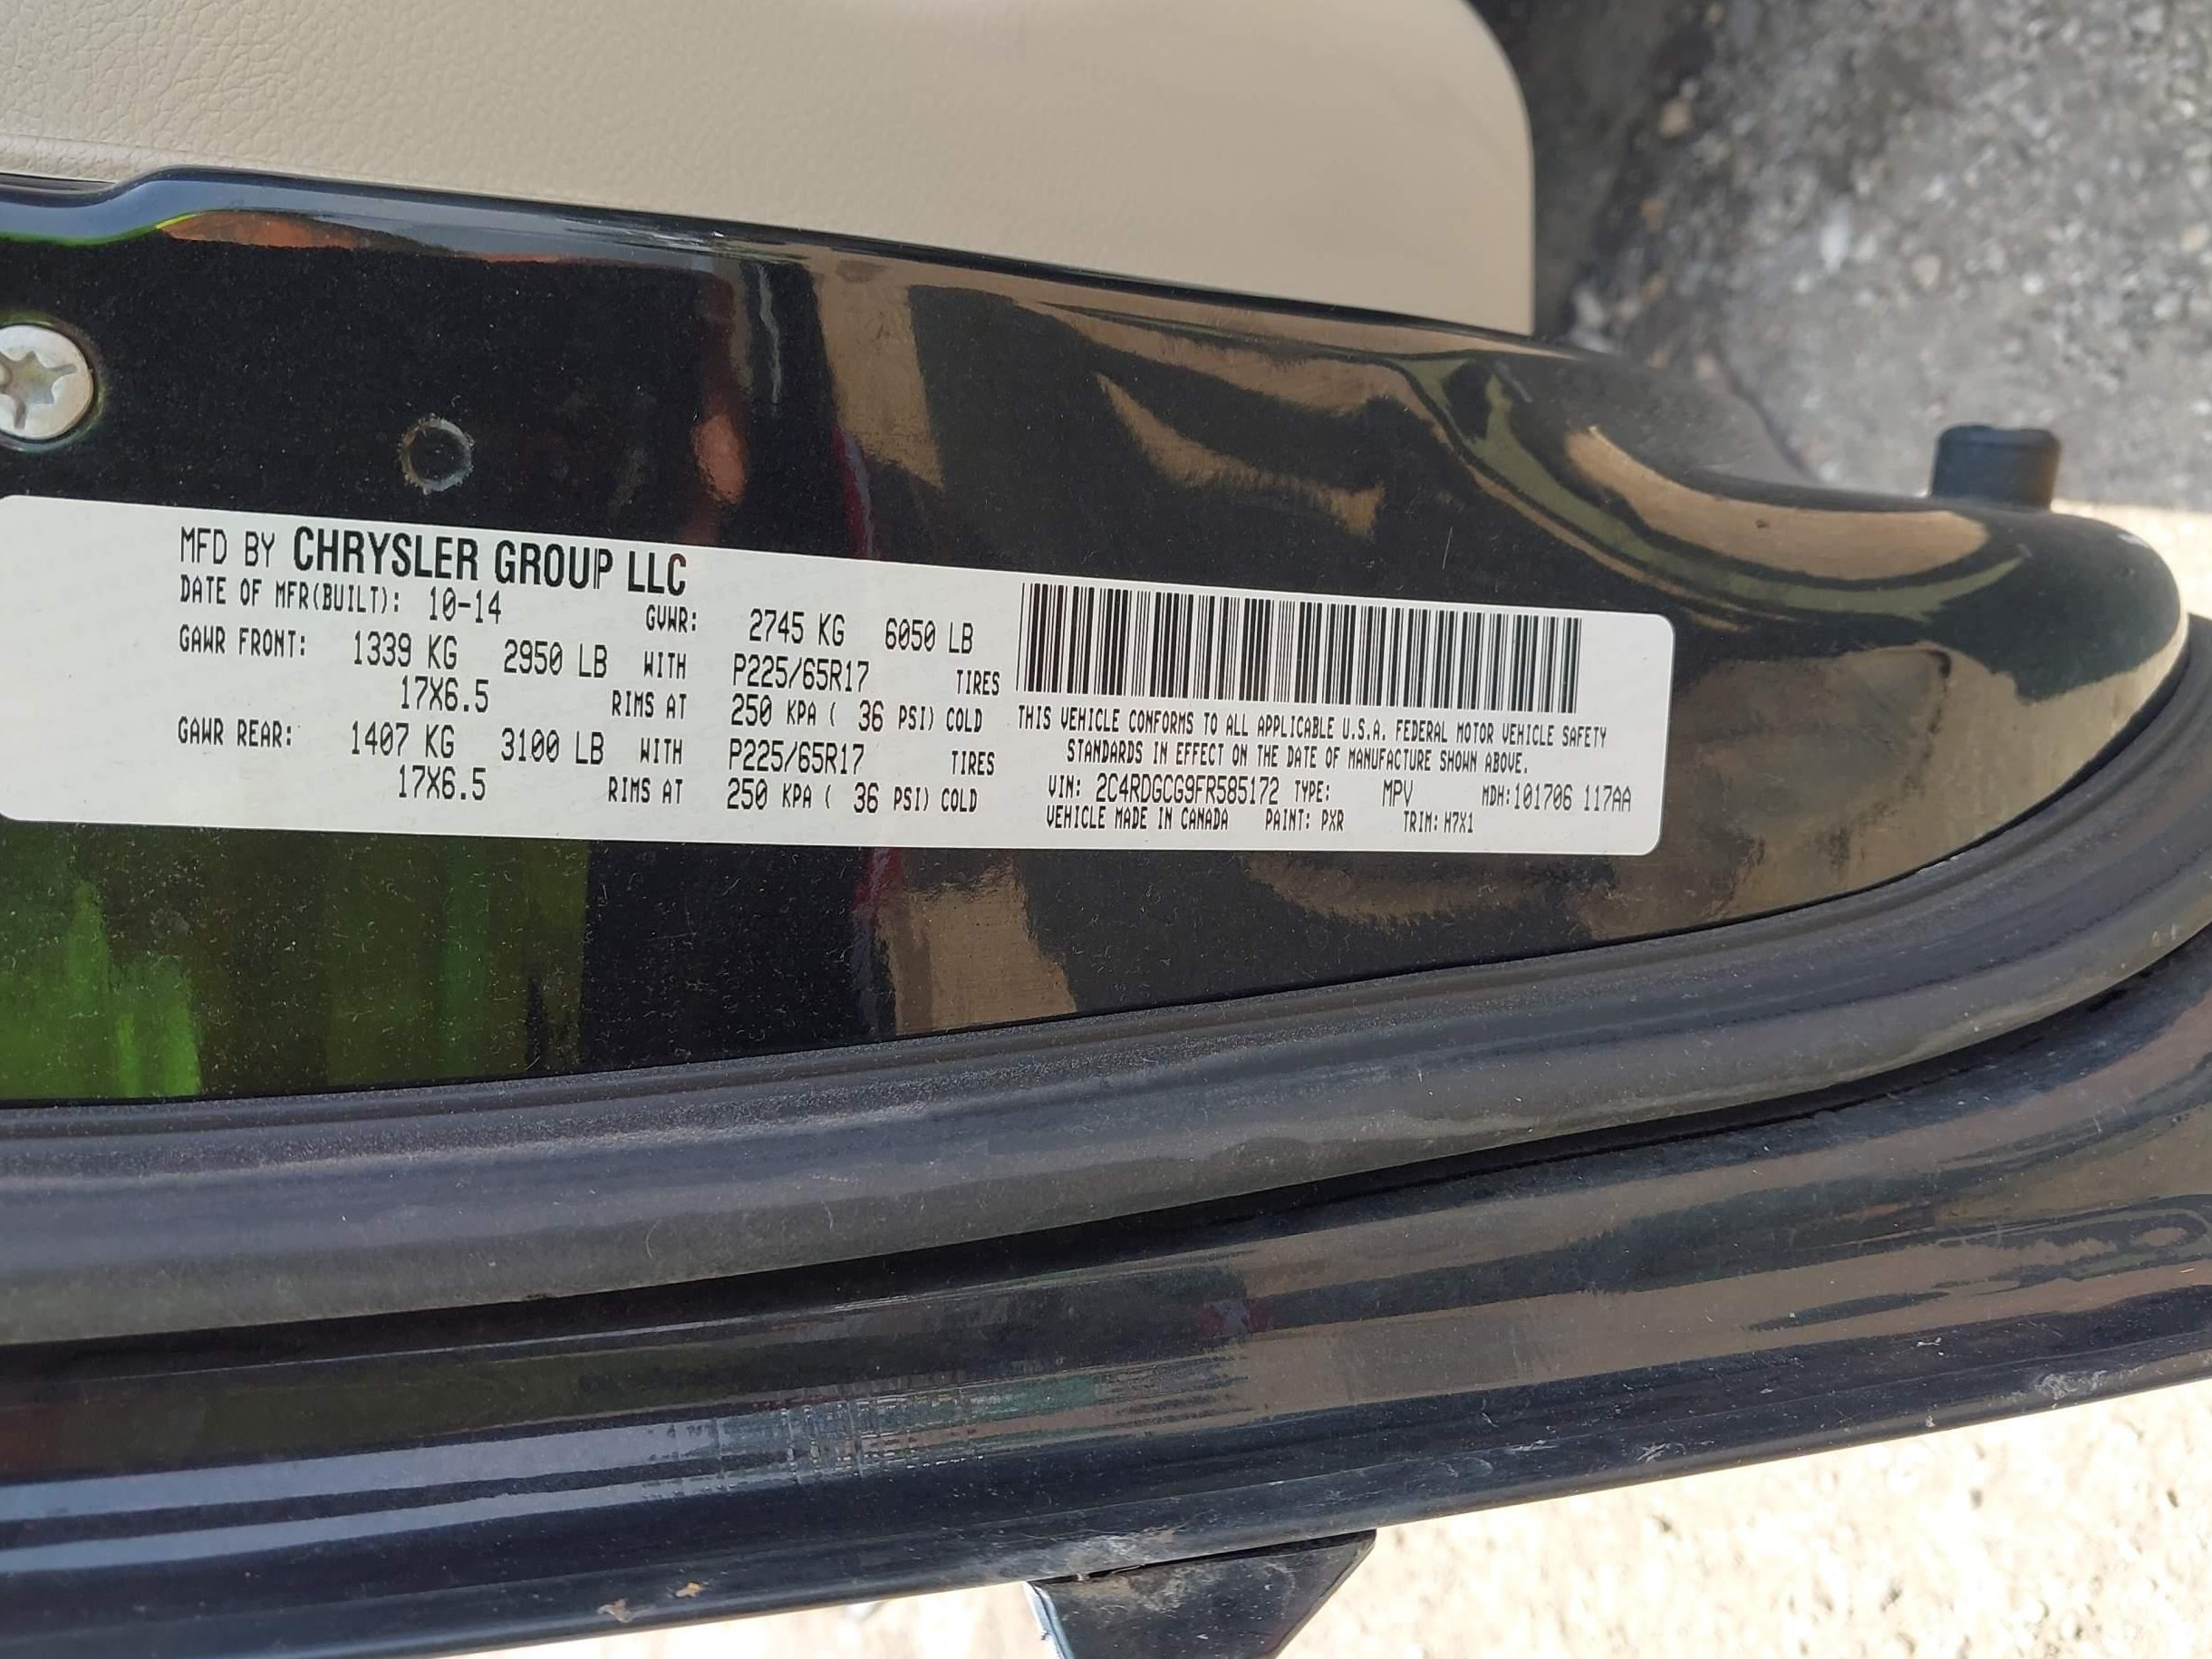 MFD BY CHRYSLER GROUP LLC
DATE OF MFR(BUILT): 10-14 GVWR: 2745 KG 6050 LB
GAWR FRONT: 1339 KG 2950 LB WITH P225/65R17 TIRES
17X6.5 RIMS AT 250 KPA ( 36 PSI) COLD
GAWR REAR: 1407 KG 3100 LB WITH P225/65R17 TIRES
17X6.5 RIMS AT 250 KPA ( 36 PSI) COLD
THIS VEHICLE CONFORMS TO ALL APPLICABLE U.S.A. FEDERAL MOTOR VEHICLE SAFETY
STANDARDS IN EFFECT ON THE DATE OF MANUFACTURE SHOWN ABOVE.
VIN: 2C4RDGCG9FR585172 TYPE: MPV MDH:101706 117AA
VEHICLE MADE IN CANADA PAINT: PXR TRIM: H7X1